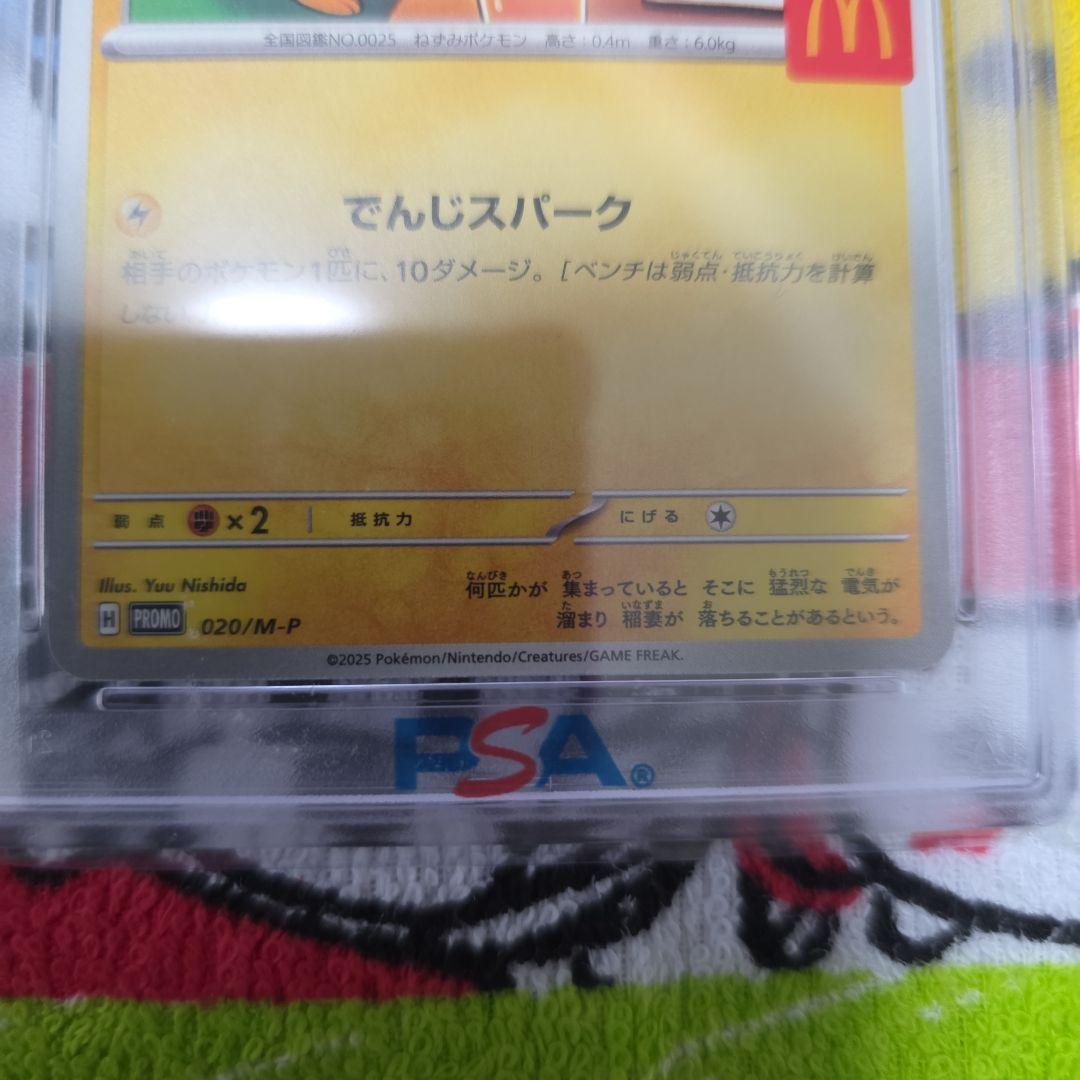 全国図鑑NO.0025 ねずみポケモン 高さ:0.4m 重さ:6.0kg
でんじスパーク
相手のポケモン1匹に、10ダメージ。[ベンチは弱点・抵抗力を計算
しない
弱点 ×2 抵抗力 にげる
Illus. Yuu Nishida
何匹かが 集まっていると そこに 猛烈な 電気が
溜まり 稲妻が 落ちることがあるという。
H PROMO 020/M-P
©2025 Pokémon/Nintendo/Creatures/GAME FREAK.
PSA®